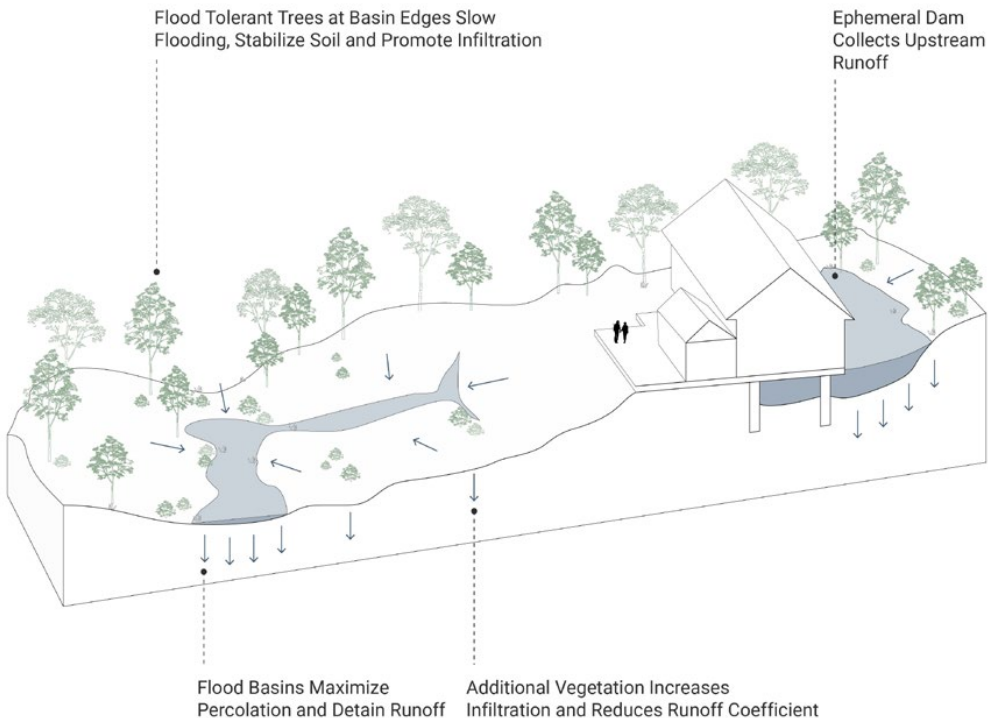 Flood Tolerant Trees at Basin Edges Slow
Flooding, Stabilize Soil and Promote Infiltration
Ephemeral Dam
Collects Upstream
Runoff
Flood Basins Maximize
Percolation and Detain Runoff
Additional Vegetation Increases
Infiltration and Reduces Runoff Coefficient